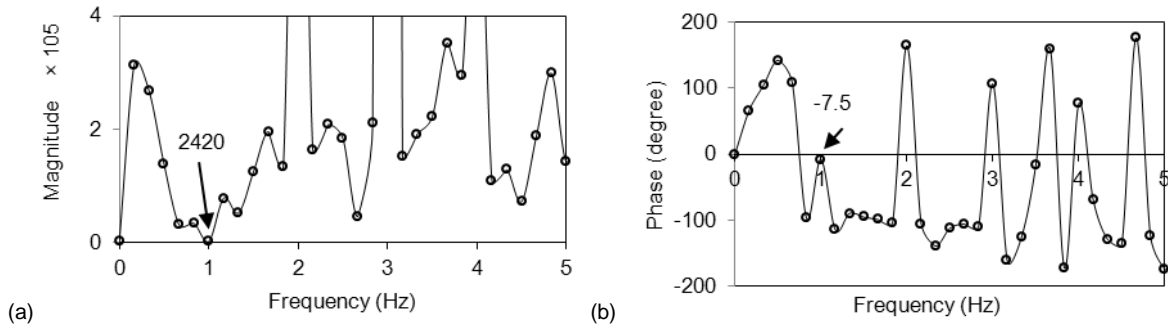 Magnitude × 105
4
2
0
2420
0 1 2 3 4 5
Frequency (Hz)
(a)
Phase (degree)
200
100
0
-100
-200
-7.5
0 1 2 3 4 5
Frequency (Hz)
(b)